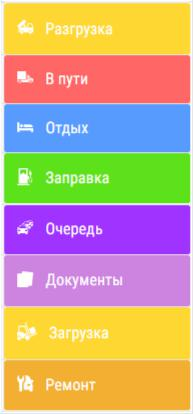 Разгрузка
В пути
Отдых
Заправка
Очередь
Документы
Загрузка
Ремонт